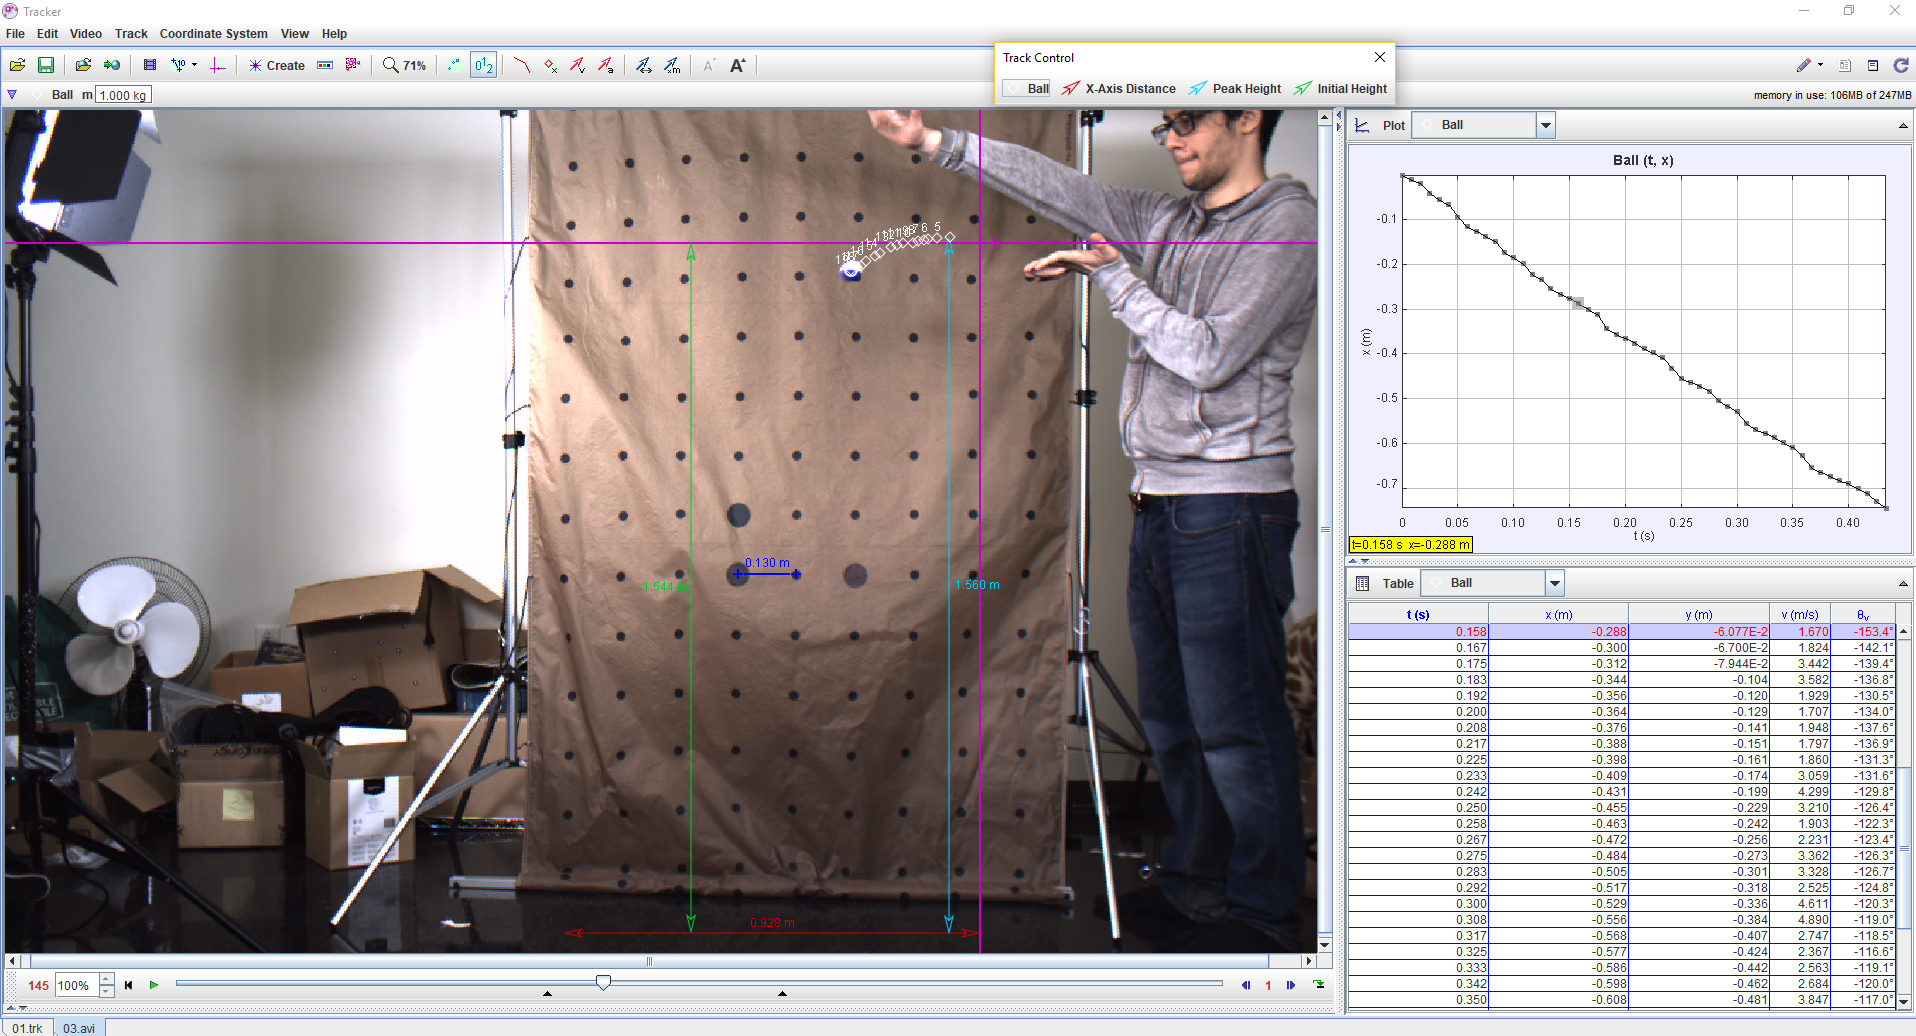 Tracker
File Edit Video Track Coordinate System View Help
Create 71%
Ball m 1.000 kg
Track Control
Ball X-Axis Distance Peak Height Initial Height
memory in use: 106MB of 247MB
6 5
0.130 m
1.544 m
1.560 m
0.928 m
145 100%
1
01.trk 03.avi
Plot Ball
Ball (t, x)
x (m)
-0.1
-0.2
-0.3
-0.4
-0.5
-0.6
-0.7
0 0.05 0.10 0.15 0.20 0.25 0.30 0.35 0.40
t (s)
t=0.158 s x=-0.288 m
Table Ball
t (s) x (m) y (m) v (m/s) θv
0.158 -0.288 -6.077E-2 1.670 -153.4°
0.167 -0.300 -6.700E-2 1.824 -142.1°
0.175 -0.312 -7.944E-2 3.442 -139.4°
0.183 -0.344 -0.104 3.582 -136.8°
0.192 -0.356 -0.120 1.929 -130.5°
0.200 -0.364 -0.129 1.707 -134.0°
0.208 -0.376 -0.141 1.948 -137.6°
0.217 -0.388 -0.151 1.797 -136.9°
0.225 -0.398 -0.161 1.860 -131.3°
0.233 -0.409 -0.174 3.059 -131.6°
0.242 -0.431 -0.199 4.299 -129.8°
0.250 -0.455 -0.229 3.210 -126.4°
0.258 -0.463 -0.242 1.903 -122.3°
0.267 -0.472 -0.256 2.231 -123.4°
0.275 -0.484 -0.273 3.362 -126.3°
0.283 -0.505 -0.301 3.328 -126.7°
0.292 -0.517 -0.318 2.525 -124.8°
0.300 -0.529 -0.336 4.611 -120.3°
0.308 -0.556 -0.384 4.890 -119.0°
0.317 -0.568 -0.407 2.747 -118.5°
0.325 -0.577 -0.424 2.367 -116.6°
0.333 -0.586 -0.442 2.563 -119.1°
0.342 -0.598 -0.462 2.684 -120.0°
0.350 -0.608 -0.481 3.847 -117.0°